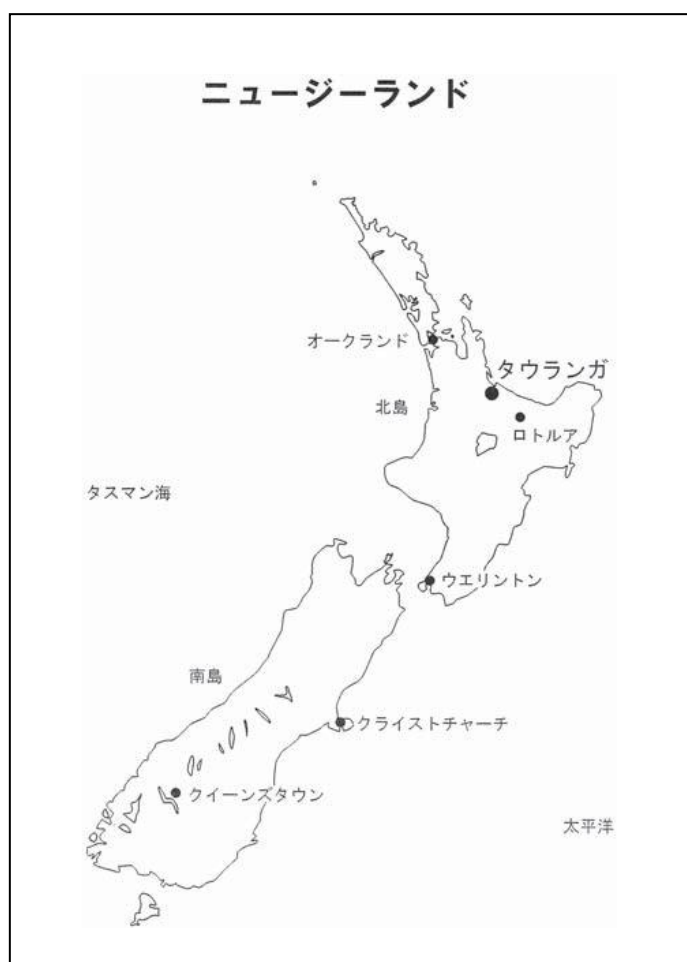 ニュージーランド
オークランド
タウランガ
北島
ロトルア
タスマン海
ウエリントン
南島
クライストチャーチ
クイーンズタウン
太平洋